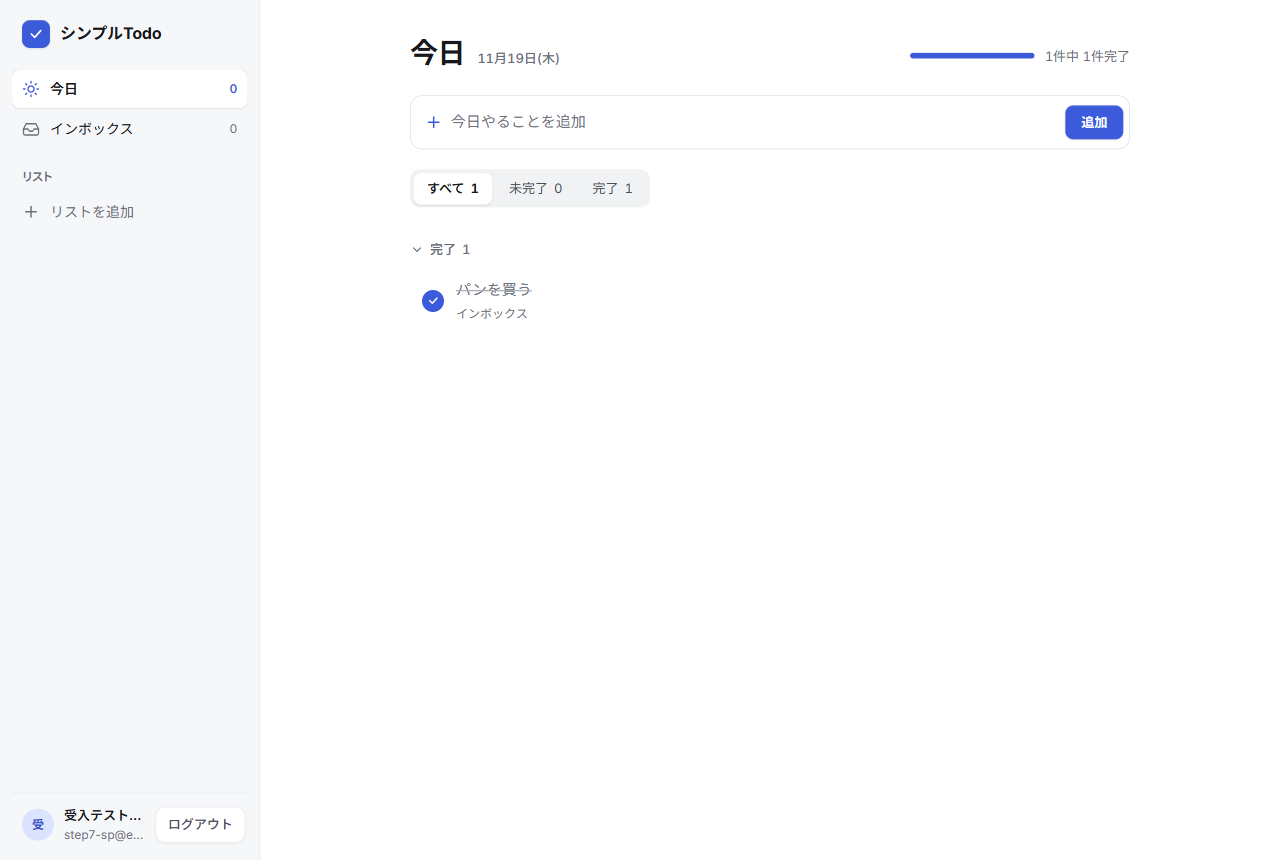 シンプルTodo
今日 0
インボックス 0
リスト
リストを追加
受
受入テスト...
step7-sp@e...
ログアウト
今日 11月19日(木)
1件中 1件完了
今日やることを追加
追加
すべて 1 未完了 0 完了 1
完了 1
パンを買う
インボックス